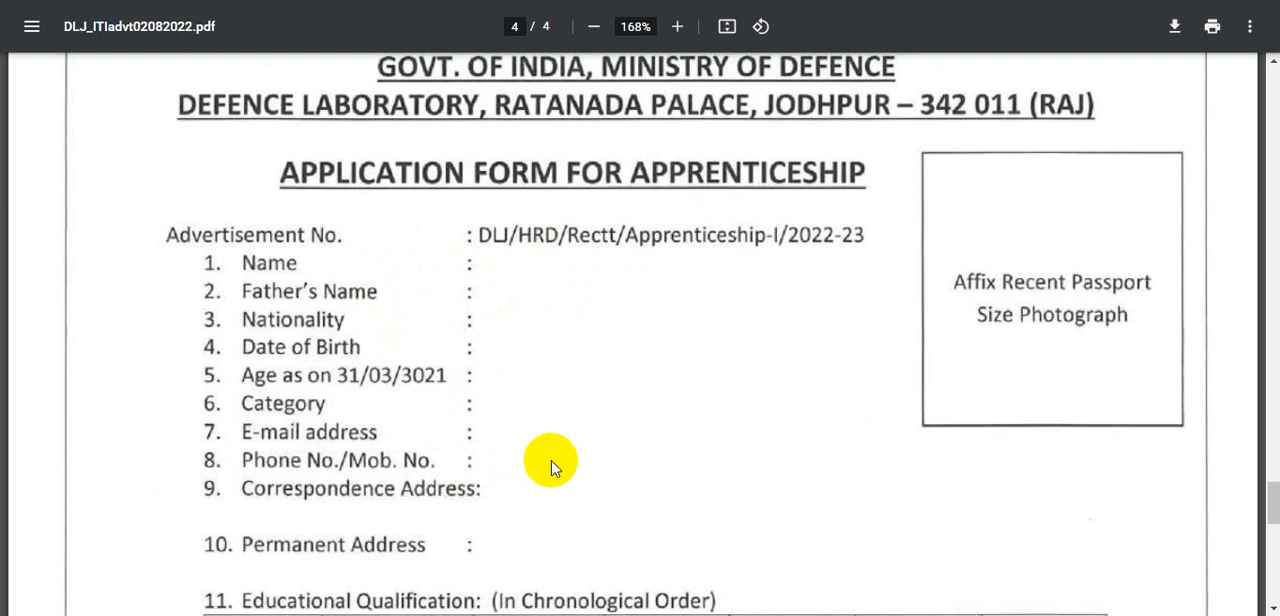 DLJ_ITIadvt02082022.pdf
4 / 4
168%
GOVT. OF INDIA, MINISTRY OF DEFENCE
DEFENCE LABORATORY, RATANADA PALACE, JODHPUR – 342 011 (RAJ)
APPLICATION FORM FOR APPRENTICESHIP
Affix Recent Passport
Size Photograph
Advertisement No. : DLJ/HRD/Rectt/Apprenticeship-I/2022-23
1. Name :
2. Father's Name :
3. Nationality :
4. Date of Birth :
5. Age as on 31/03/3021 :
6. Category :
7. E-mail address :
8. Phone No./Mob. No. :
9. Correspondence Address:
10. Permanent Address :
11. Educational Qualification: (In Chronological Order)